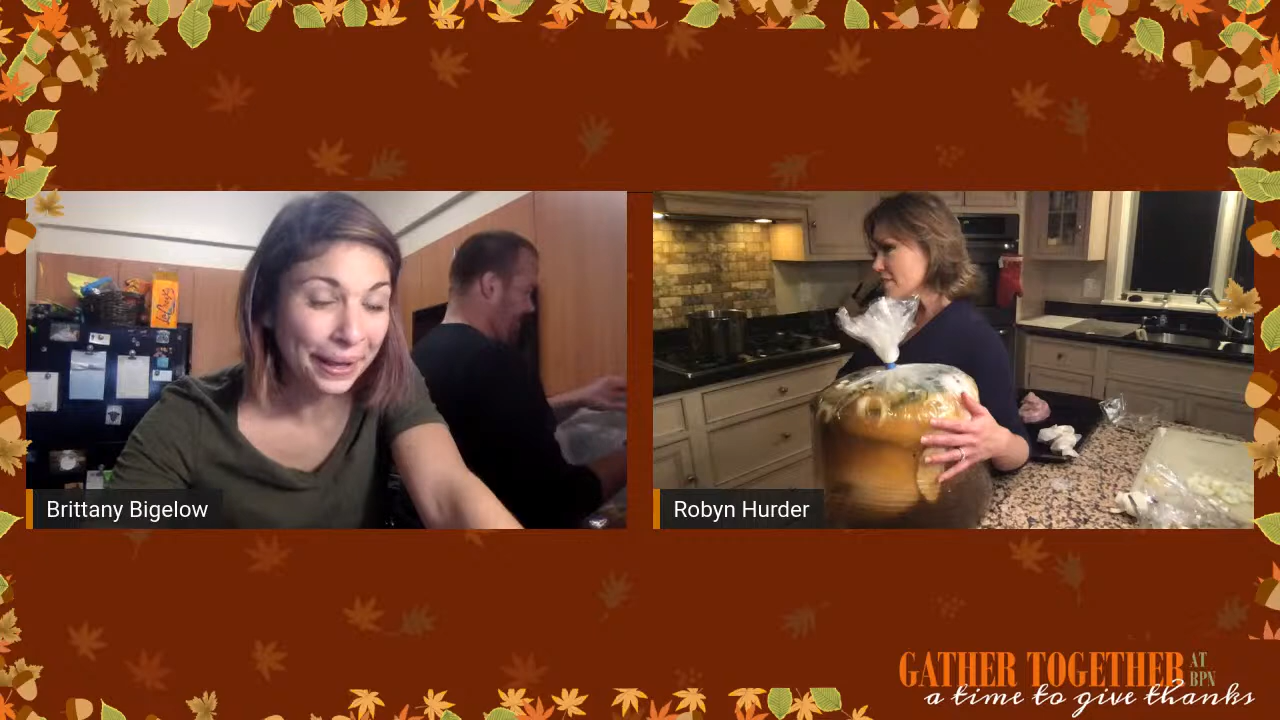 Brittany Bigelow
Robyn Hurder
GATHER TOGETHER AT BPN
a time to give thanks